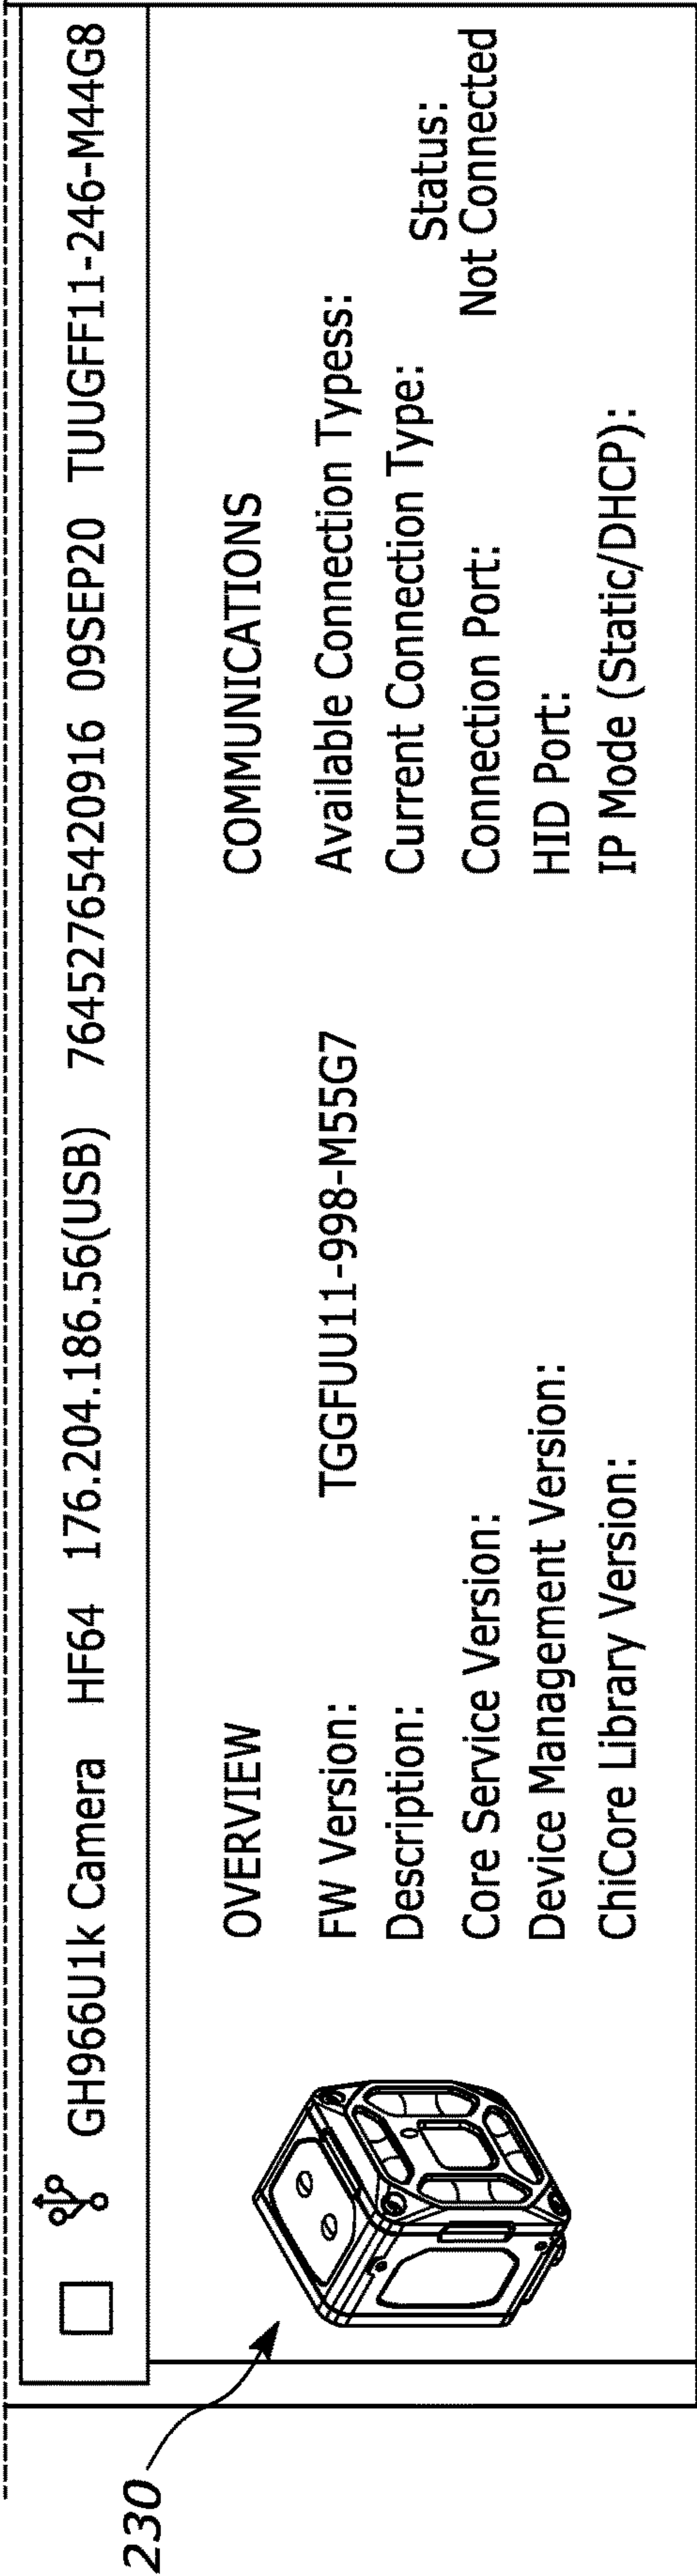 GH966U1k Camera HF64 176.204.186.56(USB) 76452765420916 09SEP20 TUUGFF11-246-M44G8
230
OVERVIEW
FW Version: TGGFUU11-998-M55G7
Description:
Core Service Version:
Device Management Version:
ChiCore Library Version:
COMMUNICATIONS
Available Connection Typess:
Current Connection Type:
Connection Port:
HID Port:
IP Mode (Static/DHCP):
Status:
Not Connected